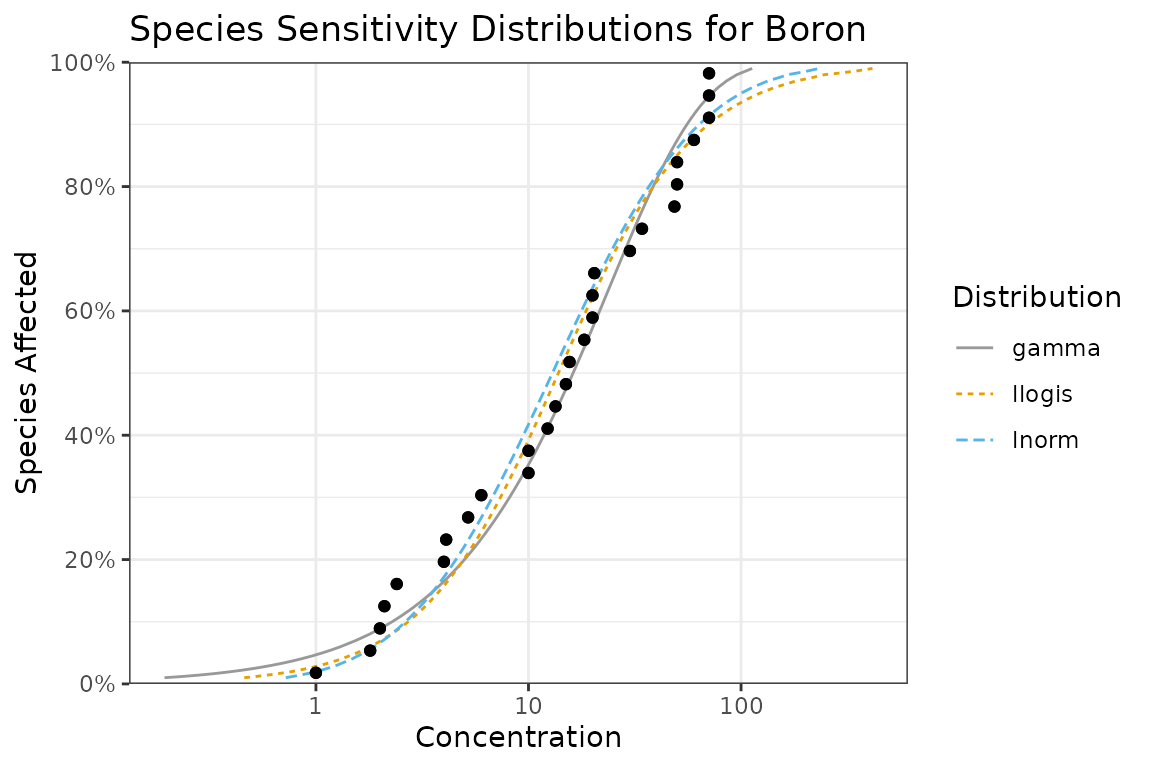 Species Sensitivity Distributions for Boron
100%
80%
60%
40%
20%
0%
1 10 100
Concentration
Species Affected
Distribution
gamma
llogis
lnorm